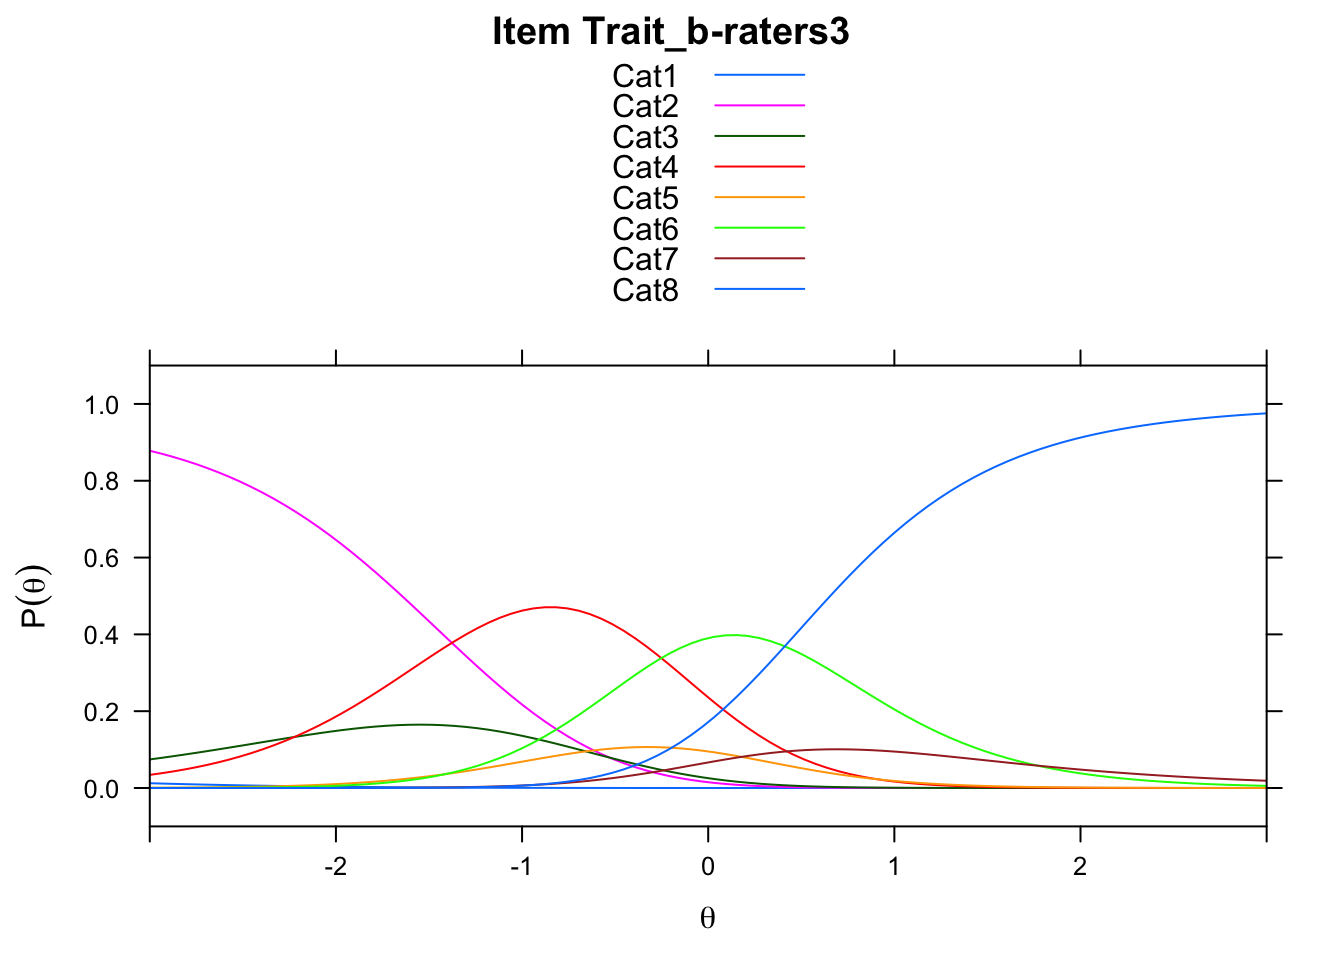 Item Trait_b-raters3
Cat1
Cat2
Cat3
Cat4
Cat5
Cat6
Cat7
Cat8
1.0
0.8
0.6
0.4
0.2
0.0
P(θ)
-2 -1 0 1 2
θ